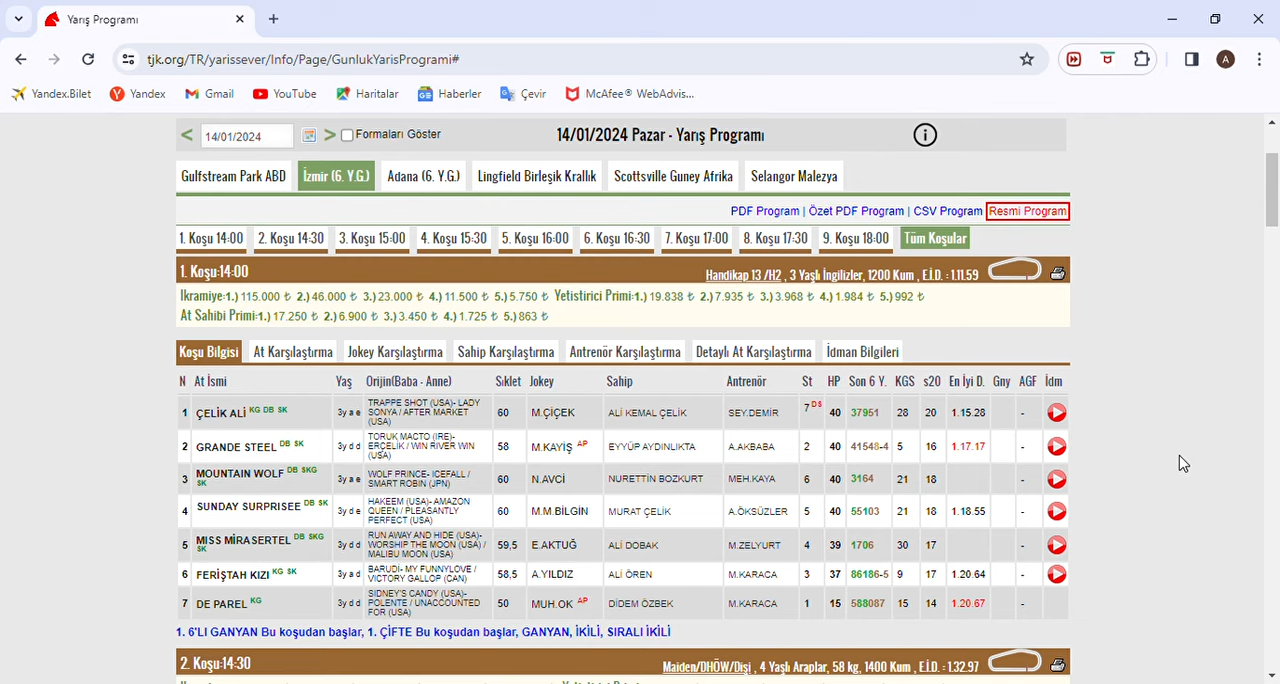 Yarış Programı
tjk.org/TR/yarissever/Info/Page/GunlukYarisProgrami#
A
Yandex.Bilet Yandex Gmail YouTube Haritalar Haberler Çevir McAfee® WebAdvis...
< 14/01/2024 > Formaları Göster 14/01/2024 Pazar - Yarış Programı
Gulfstream Park ABD İzmir (6. Y.G.) Adana (6. Y.G.) Lingfield Birleşik Krallık Scottsville Guney Afrika Selangor Malezya
PDF Program | Özet PDF Program | CSV Program Resmi Program
1. Koşu 14:00 2. Koşu 14:30 3. Koşu 15:00 4. Koşu 15:30 5. Koşu 16:00 6. Koşu 16:30 7. Koşu 17:00 8. Koşu 17:30 9. Koşu 18:00 Tüm Koşular
1. Koşu:14:00 Handikap 13 /H2 , 3 Yaşlı İngilizler, 1200 Kum , E.İ.D. : 1.11.59
Ikramiye:1.) 115.000 ₺ 2.) 46.000 ₺ 3.) 23.000 ₺ 4.) 11.500 ₺ 5.) 5.750 ₺ Yetistirici Primi:1.) 19.838 ₺ 2.) 7.935 ₺ 3.) 3.968 ₺ 4.) 1.984 ₺ 5.) 992 ₺
At Sahibi Primi:1.) 17.250 ₺ 2.) 6.900 ₺ 3.) 3.450 ₺ 4.) 1.725 ₺ 5.) 863 ₺
Koşu Bilgisi At Karşılaştırma Jokey Karşılaştırma Sahip Karşılaştırma Antrenör Karşılaştırma Detaylı At Karşılaştırma İdman Bilgileri
N At İsmi Yaş Orijin(Baba - Anne) Sıklet Jokey Sahip Antrenör St HP Son 6 Y. KGS s20 En İyi D. Gny AGF İdm
1 ÇELİK ALİ KG DB SK 3y a e TRAPPE SHOT (USA)- LADY SONYA / AFTER MARKET (USA) 60 M.ÇİÇEK ALİ KEMAL ÇELİK SEY.DEMİR 7 DS 40 37951 28 20 1.15.28 -
2 GRANDE STEEL DB SK 3y d d TORUK MACTO (IRE)- ERÇELİK / WIN RIVER WIN (USA) 58 M.KAYİŞ AP EYYÜP AYDINLIKTA A.AKBABA 2 40 41548-4 5 16 1.17.17 -
3 MOUNTAIN WOLF DB SKG SK 3y a e WOLF PRINCE- ICEFALL / SMART ROBIN (JPN) 60 N.AVCİ NURETTİN BOZKURT MEH.KAYA 6 40 3164 21 18 -
4 SUNDAY SURPRISEE DB SK 3y d e HAKEEM (USA)- AMAZON QUEEN / PLEASANTLY PERFECT (USA) 60 M.M.BİLGİN MURAT ÇELİK A.ÖKSÜZLER 5 40 55103 21 18 1.18.55 -
5 MISS MİRASERTEL DB SKG SK 3y d d RUN AWAY AND HIDE (USA)- WORSHIP THE MOON (USA) / MALIBU MOON (USA) 59,5 E.AKTUĞ ALİ DOBAK M.ZELYURT 4 39 1706 30 17 -
6 FERİŞTAH KIZI KG SK 3y a d BARUDİ- MY FUNNYLOVE / VICTORY GALLOP (CAN) 58,5 A.YILDIZ ALİ ÖREN M.KARACA 3 37 86186-5 9 17 1.20.64 -
7 DE PAREL KG 3y d d SIDNEY'S CANDY (USA)- POLENTE / UNACCOUNTED FOR (USA) 50 MUH.OK AP DİDEM ÖZBEK M.KARACA 1 15 588087 15 14 1.20.67 -
1. 6'LI GANYAN Bu koşudan başlar, 1. ÇİFTE Bu koşudan başlar, GANYAN, İKİLİ, SIRALI İKİLİ
2. Koşu:14:30 Maiden/DHÖW/Dişi , 4 Yaşlı Araplar, 58 kg, 1400 Kum , E.İ.D. : 1.32.97